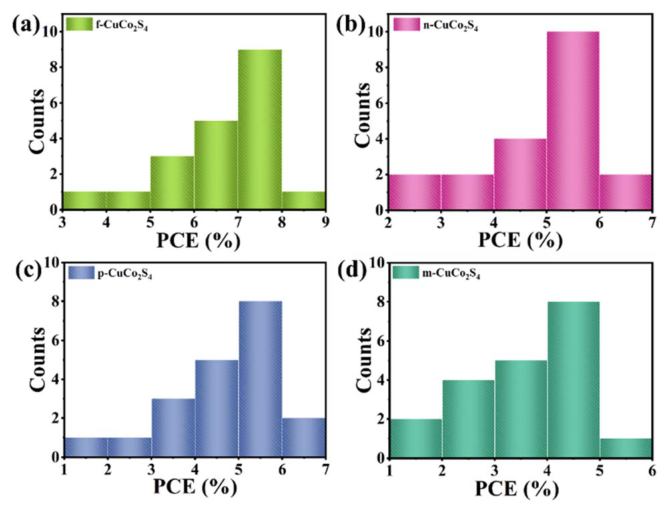 (a)
f-CuCo₂S₄
Counts
10
8
6
4
2
0
3 4 5 6 7 8 9
PCE (%)
(b)
n-CuCo₂S₄
Counts
10
8
6
4
2
0
2 3 4 5 6 7
PCE (%)
(c)
p-CuCo₂S₄
Counts
10
8
6
4
2
0
1 2 3 4 5 6 7
PCE (%)
(d)
m-CuCo₂S₄
Counts
10
8
6
4
2
0
1 2 3 4 5 6
PCE (%)